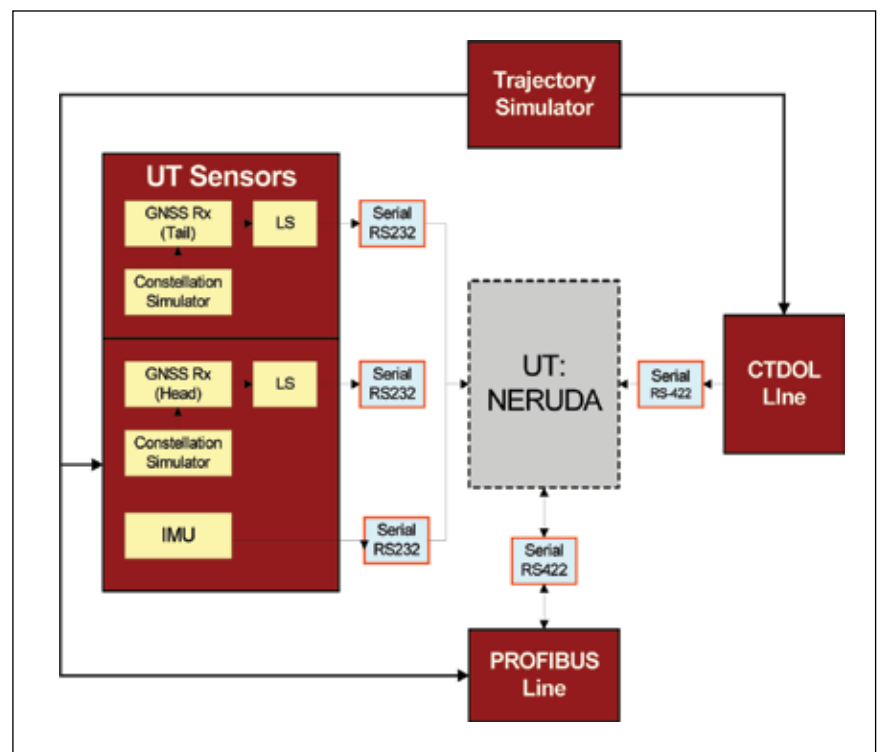 Trajectory
Simulator
UT Sensors
GNSS Rx
(Tail)
LS
Serial
RS232
Constellation
Simulator
GNSS Rx
(Head)
LS
Serial
RS232
Constellation
Simulator
IMU
Serial
RS232
UT:
NERUDA
Serial
RS-422
CTDOL
LIne
Serial
RS422
PROFIBUS
Line